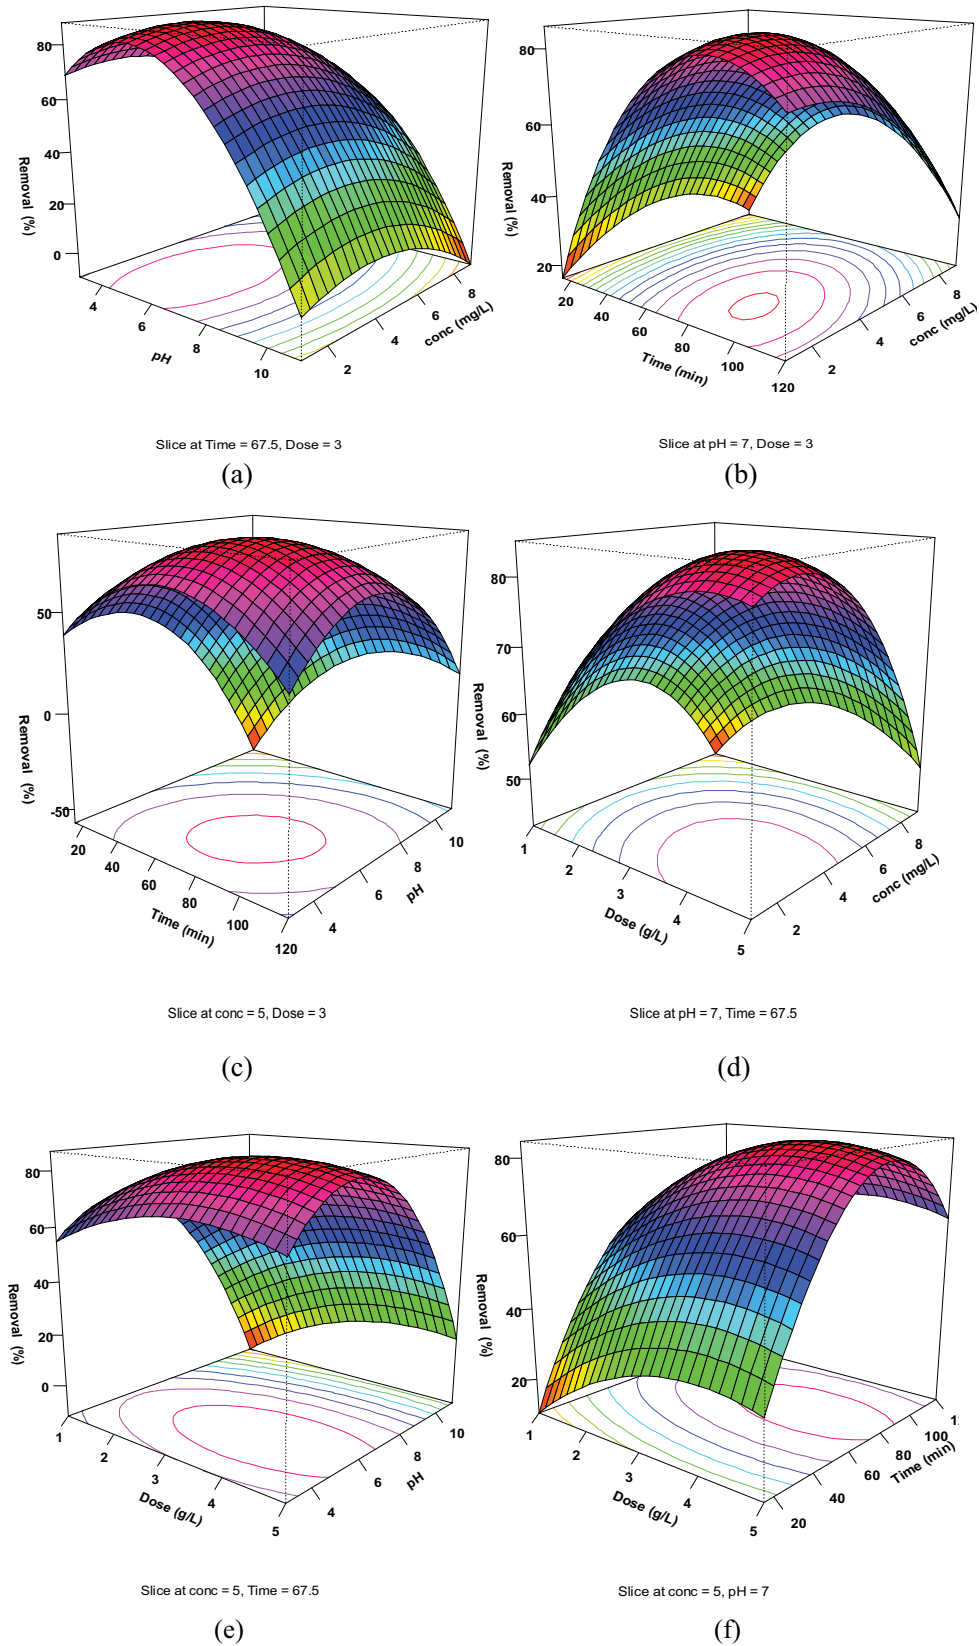 80
60
40
20
0
Removal (%)
4
6
8
10
pH
2
4
6
8
conc (mg/L)
Slice at Time = 67.5, Dose = 3
(a)
80
60
40
20
Removal (%)
20
40
60
80
100
120
Time (min)
2
4
6
8
conc (mg/L)
Slice at pH = 7, Dose = 3
(b)
50
0
-50
Removal (%)
20
40
60
80
100
120
Time (min)
4
6
8
10
pH
Slice at conc = 5, Dose = 3
(c)
80
70
60
50
Removal (%)
1
2
3
4
5
Dose (g/L)
2
4
6
8
conc (mg/L)
Slice at pH = 7, Time = 67.5
(d)
80
60
40
20
0
Removal (%)
1
2
3
4
5
Dose (g/L)
4
6
8
10
pH
Slice at conc = 5, Time = 67.5
(e)
80
60
40
20
Removal (%)
1
2
3
4
5
Dose (g/L)
20
40
60
80
100
Time (min)
Slice at conc = 5, pH = 7
(f)